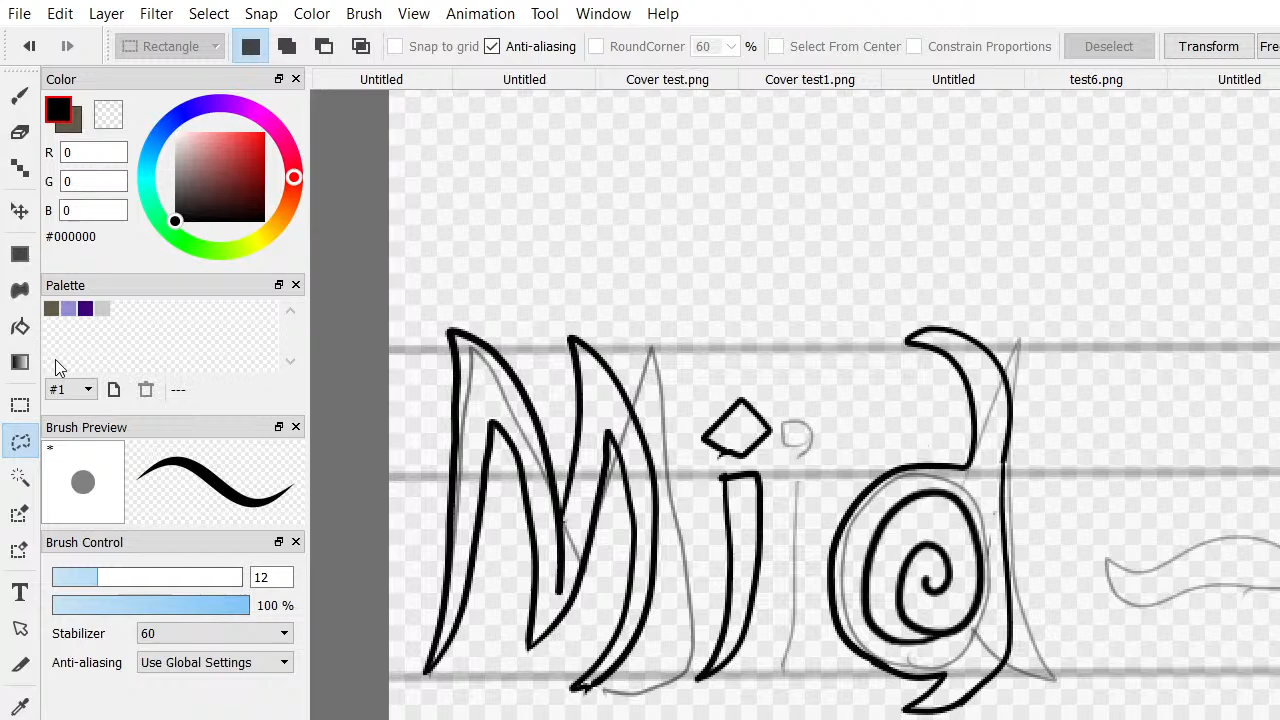 File Edit Layer Filter Select Snap Color Brush View Animation Tool Window Help
Rectangle Snap to grid Anti-aliasing RoundCorner 60 % Select From Center Constrain Proportions Deselect Transform Fre
Color Untitled Untitled Cover test.png Cover test1.png Untitled test6.png Untitled
R 0
G 0
B 0
#000000
Palette
#1 ---
Brush Preview
*
Brush Control
12
100 %
Stabilizer 60
Anti-aliasing Use Global Settings
Mid